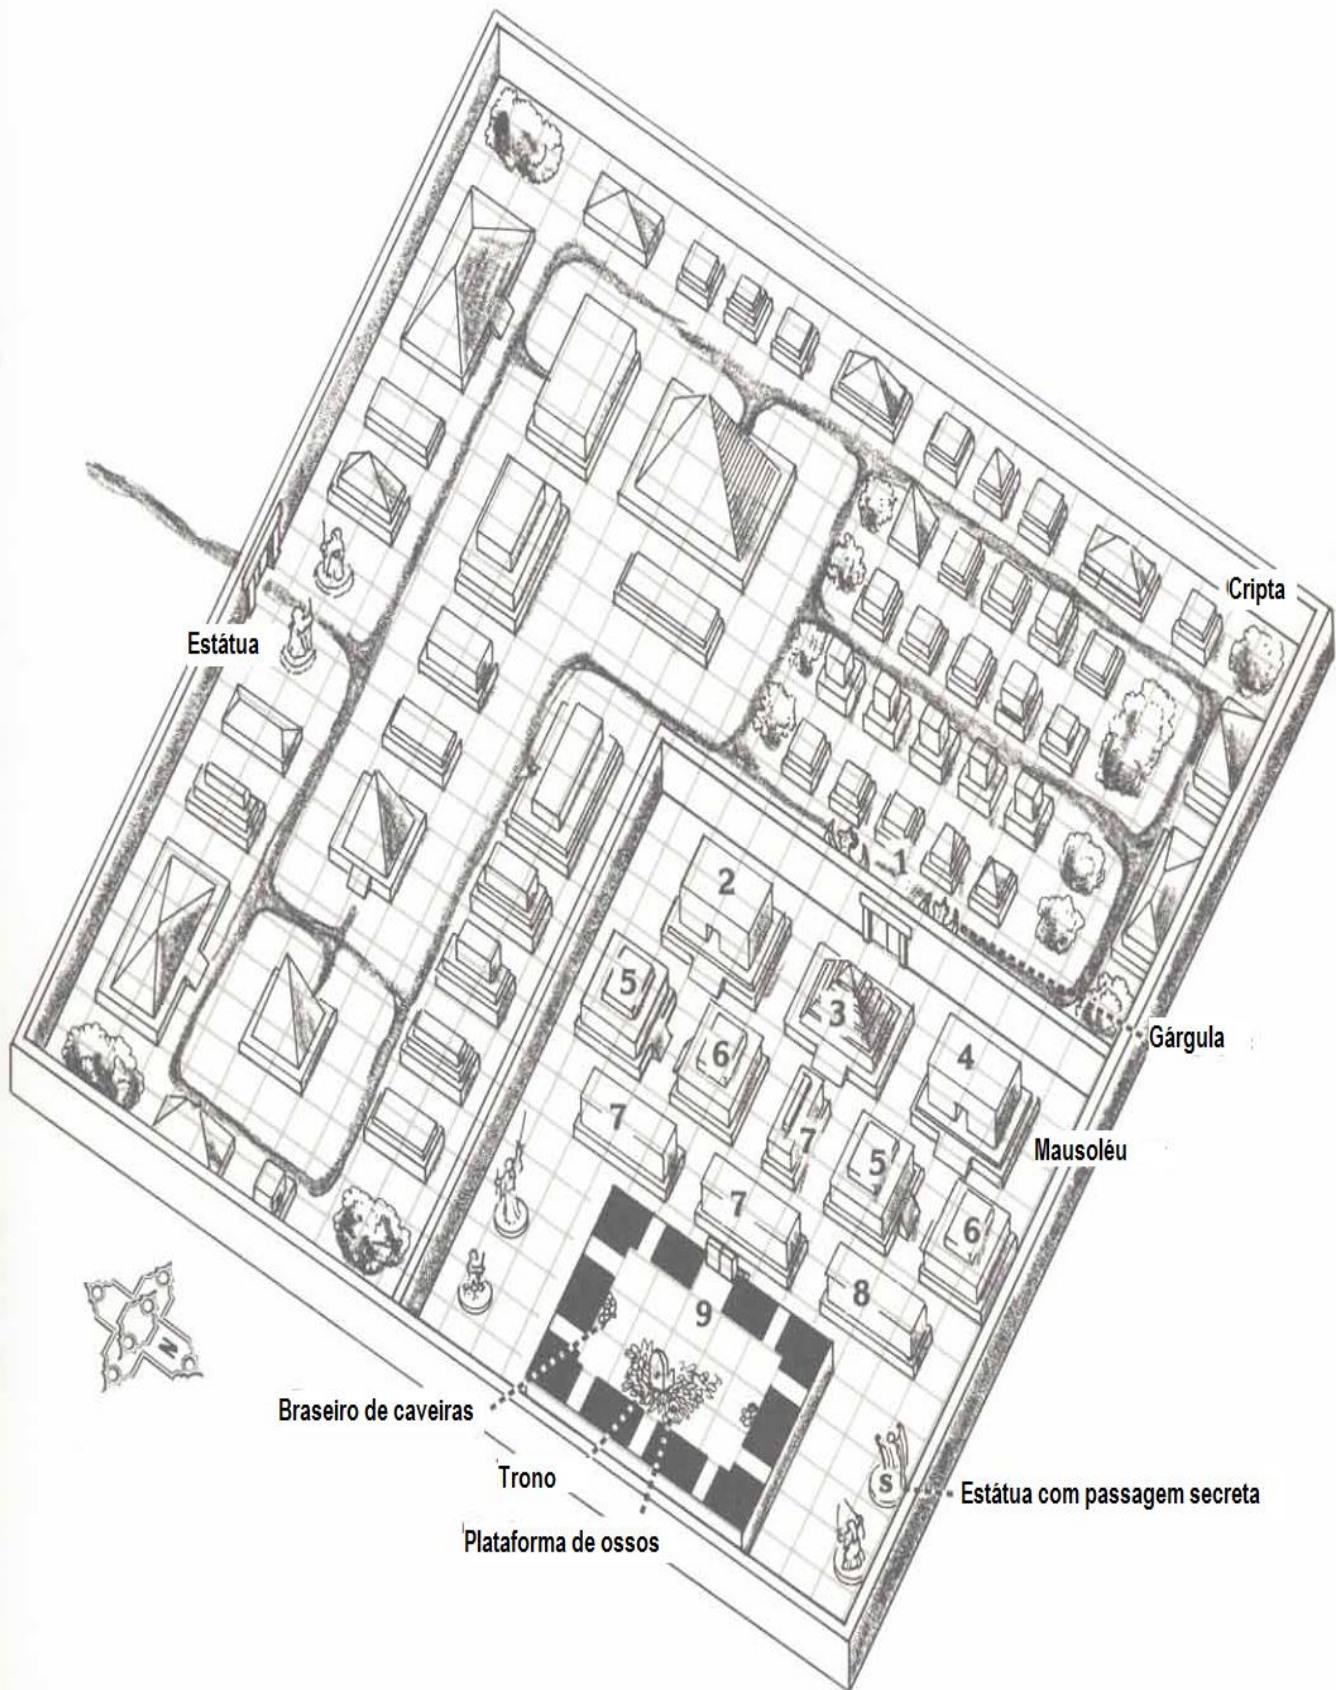 Cripta
Estátua
1
2
5
3
Gárgula
6
4
7
7
Mausoléu
5
7
6
8
9
N
Braseiro de caveiras
Trono
S
Estátua com passagem secreta
Plataforma de ossos